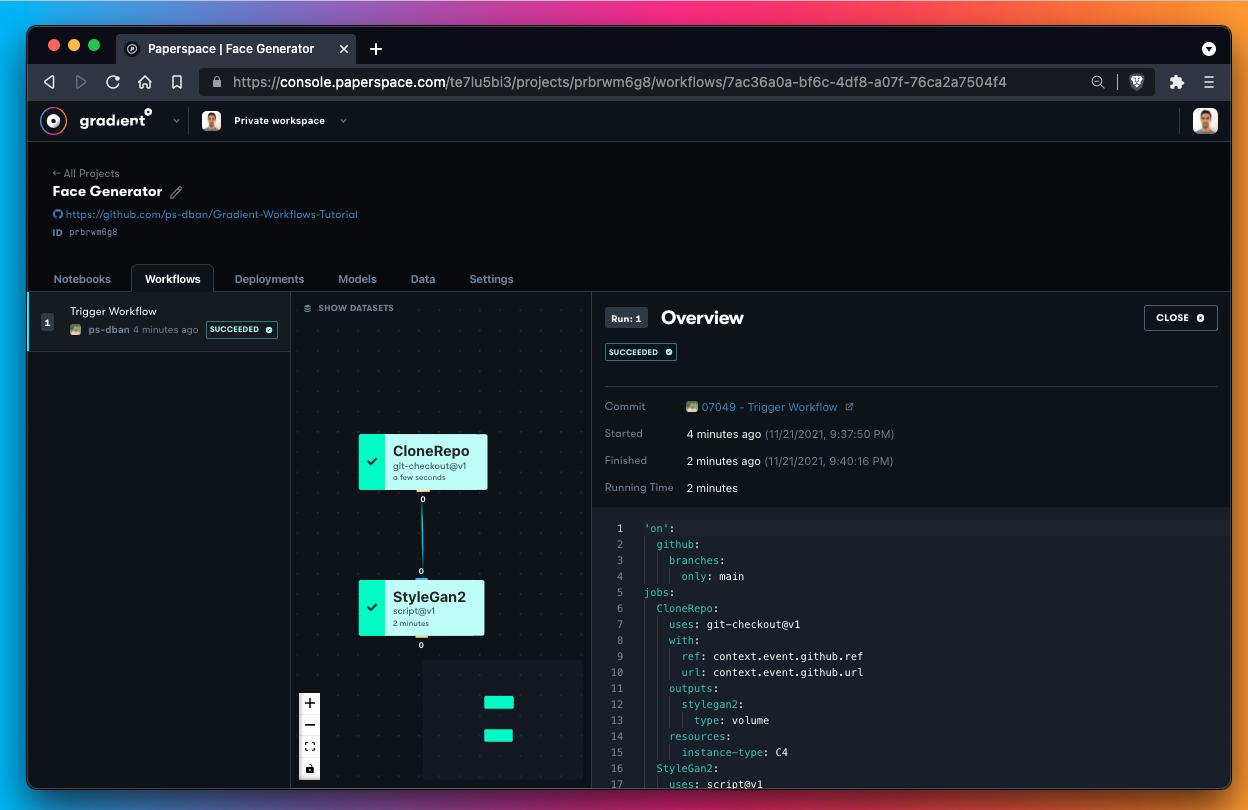 Paperspace | Face Generator
https://console.paperspace.com/te7lu5bi3/projects/prbrwm6g8/workflows/7ac36a0a-bf6c-4df8-a07f-76ca2a7504f4
gradient
Private workspace
← All Projects
Face Generator
https://github.com/ps-dban/Gradient-Workflows-Tutorial
ID prbrwm6g8
Notebooks Workflows Deployments Models Data Settings
1
Trigger Workflow
ps-dban 4 minutes ago SUCCEEDED
SHOW DATASETS
CloneRepo
git-checkout@v1
a few seconds
0
0
StyleGan2
script@v1
2 minutes
0
Run: 1 Overview
CLOSE
SUCCEEDED
Commit 07049 - Trigger Workflow
Started 4 minutes ago (11/21/2021, 9:37:50 PM)
Finished 2 minutes ago (11/21/2021, 9:40:16 PM)
Running Time 2 minutes
1 'on':
2 github:
3 branches:
4 only: main
5 jobs:
6 CloneRepo:
7 uses: git-checkout@v1
8 with:
9 ref: context.event.github.ref
10 url: context.event.github.url
11 outputs:
12 stylegan2:
13 type: volume
14 resources:
15 instance-type: C4
16 StyleGan2:
17 uses: script@v1